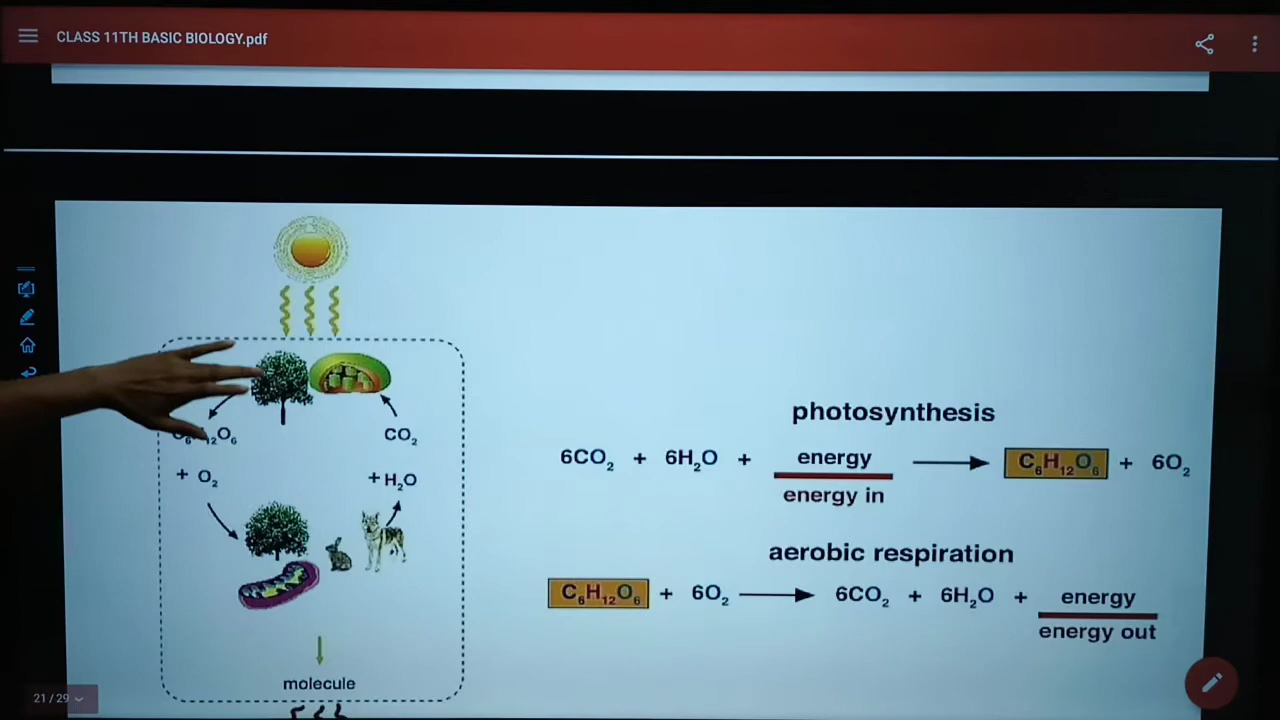 CLASS 11TH BASIC BIOLOGY.pdf
CO₂
+ O₂
+ H₂O
molecule
photosynthesis
6CO₂ + 6H₂O + energy ⟶ C₆H₁₂O₆ + 6O₂
energy in
aerobic respiration
C₆H₁₂O₆ + 6O₂ ⟶ 6CO₂ + 6H₂O + energy
energy out
21 / 29